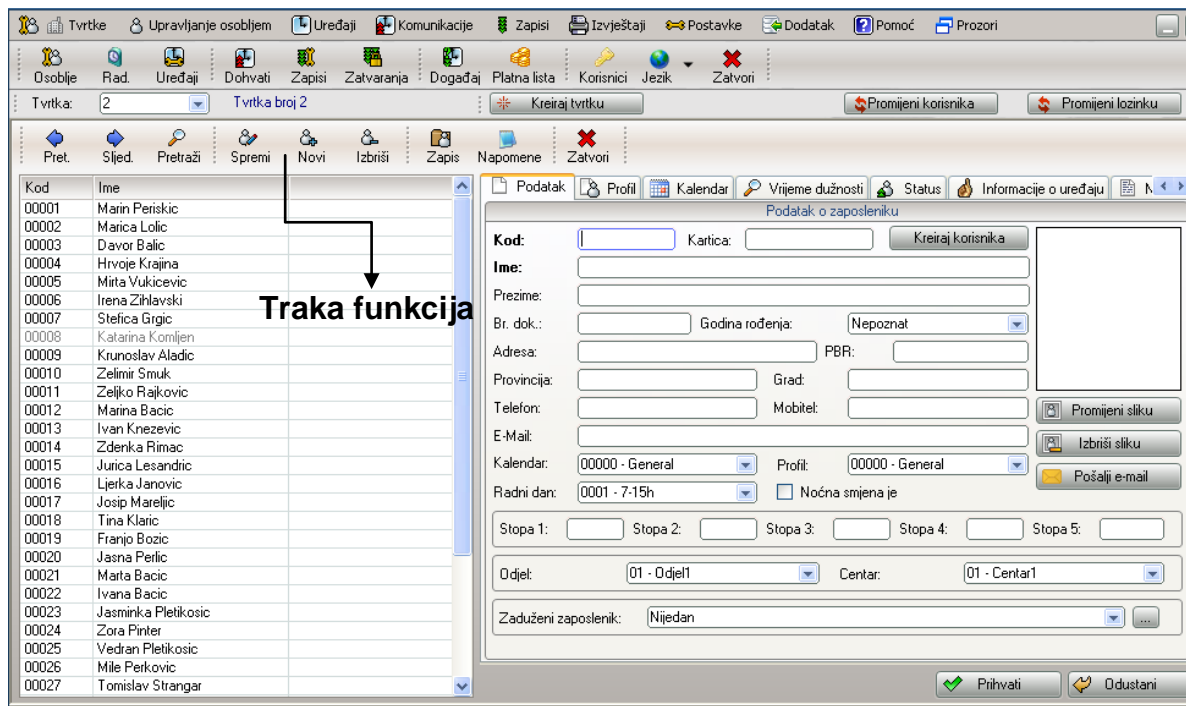 Tvrtke Upravljanje osobljem Uređaji Komunikacije Zapisi Izvještaji Postavke Dodatak Pomoć Prozori
Osoblje Rad. Uređaji Dohvati Zapisi Zatvaranja Događaj Platna lista Korisnici Jezik Zatvori
Tvrtka: 2 Tvrtka broj 2 Kreiraj tvrtku Promijeni korisnika Promijeni lozinku
Pret. Sljed. Pretraži Spremi Novi Izbriši Zapis Napomene Zatvori
Kod Ime
00001 Marin Periskic
00002 Marica Lolic
00003 Davor Balic
00004 Hrvoje Krajina
00005 Mirta Vukicevic
00006 Irena Zihlavski
00007 Stefica Grgic
00008 Katarina Komljen
00009 Krunoslav Aladic
00010 Zelimir Smuk
00011 Zeljko Rajkovic
00012 Marina Bacic
00013 Ivan Knezevic
00014 Zdenka Rimac
00015 Jurica Lesandric
00016 Ljerka Janovic
00017 Josip Mareljic
00018 Tina Klaric
00019 Franjo Bozic
00020 Jasna Perlic
00021 Marta Bacic
00022 Ivana Bacic
00023 Jasminka Pletikosic
00024 Zora Pinter
00025 Vedran Pletikosic
00026 Mile Perkovic
00027 Tomislav Strangar
Traka funkcija
Podatak Profil Kalendar Vrijeme dužnosti Status Informacije o uređaju
Podatak o zaposleniku
Kod: Kartica: Kreiraj korisnika
Ime:
Prezime:
Br. dok.: Godina rođenja: Nepoznat
Adresa: PBR:
Provincija: Grad:
Telefon: Mobitel: Promijeni sliku
E-Mail: Izbriši sliku
Kalendar: 00000 - General Profil: 00000 - General Pošalji e-mail
Radni dan: 0001 - 7-15h Noćna smjena je
Stopa 1: Stopa 2: Stopa 3: Stopa 4: Stopa 5:
Odjel: 01 - Odjel1 Centar: 01 - Centar1
Zaduženi zaposlenik: Nijedan ...
Prihvati Odustani